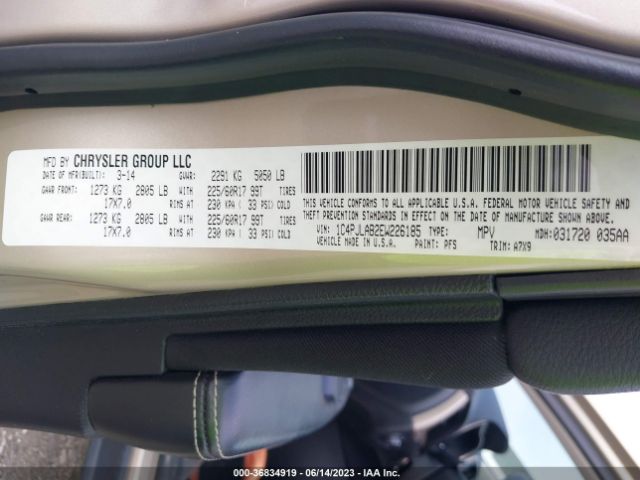 MFD BY CHRYSLER GROUP LLC
DATE OF MFR(BUILT): 3-14 GVWR: 2291 KG 5050 LB
GAWR FRONT: 1273 KG 2805 LB WITH 225/60R17 99T TIRES
17X7.0 RIMS AT 230 KPA ( 33 PSI) COLD
GAWR REAR: 1273 KG 2805 LB WITH 225/60R17 99T TIRES
17X7.0 RIMS AT 230 KPA ( 33 PSI) COLD
THIS VEHICLE CONFORMS TO ALL APPLICABLE U.S.A. FEDERAL MOTOR VEHICLE SAFETY,
THEFT PREVENTION STANDARDS IN EFFECT ON THE DATE OF MANUFACTURE SHOWN ABOVE.
VIN: 1C4PJLAB2EW226185 TYPE: MPV MDH: 031720 035AA
PAINT: PFS TRIM: A7X9
000-36834919 - 06/14/2023 - IAA Inc.